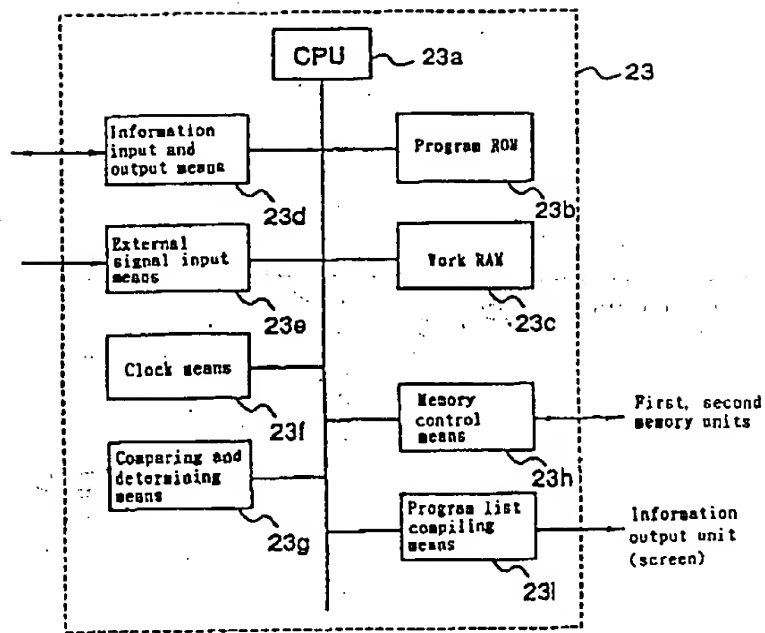 CPU
23a
23
Information
input and
output means
23d
Program ROM
23b
External
signal input
means
23e
Work RAM
23c
Clock means
23f
Memory
control
means
23h
First, second
memory units
Comparing and
determining
means
23g
Program list
compiling
means
23i
Information
output unit
(screen)